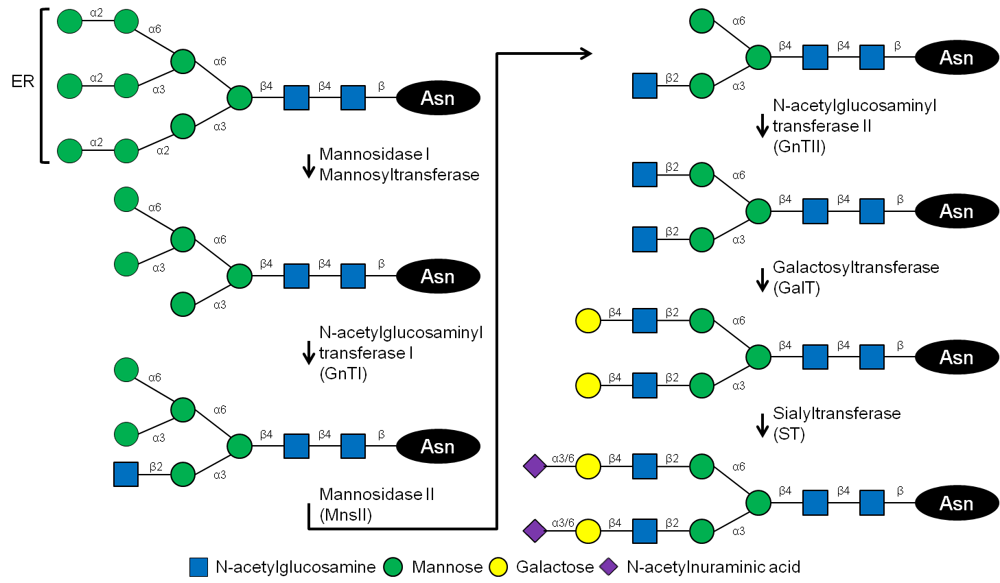 α2
α6
ER
α2
α3
α6
α2
α2
α3
β4 β4 β Asn
Mannosidase I
Mannosyltransferase
α6
α3
α6
α3
β4 β4 β Asn
N-acetylglucosaminyl
transferase I
(GnTI)
α6
α3
α6
β2
α3
β4 β4 β Asn
Mannosidase II
(MnsII)
α6
β2
α3
β4 β4 β Asn
N-acetylglucosaminyl
transferase II
(GnTII)
β2
α6
β2
α3
β4 β4 β Asn
Galactosyltransferase
(GalT)
β4 β2 α6
β4 β2 α3
β4 β4 β Asn
Sialyltransferase
(ST)
α3/6 β4 β2 α6
α3/6 β4 β2 α3
β4 β4 β Asn
N-acetylglucosamine Mannose Galactose N-acetylnuraminic acid